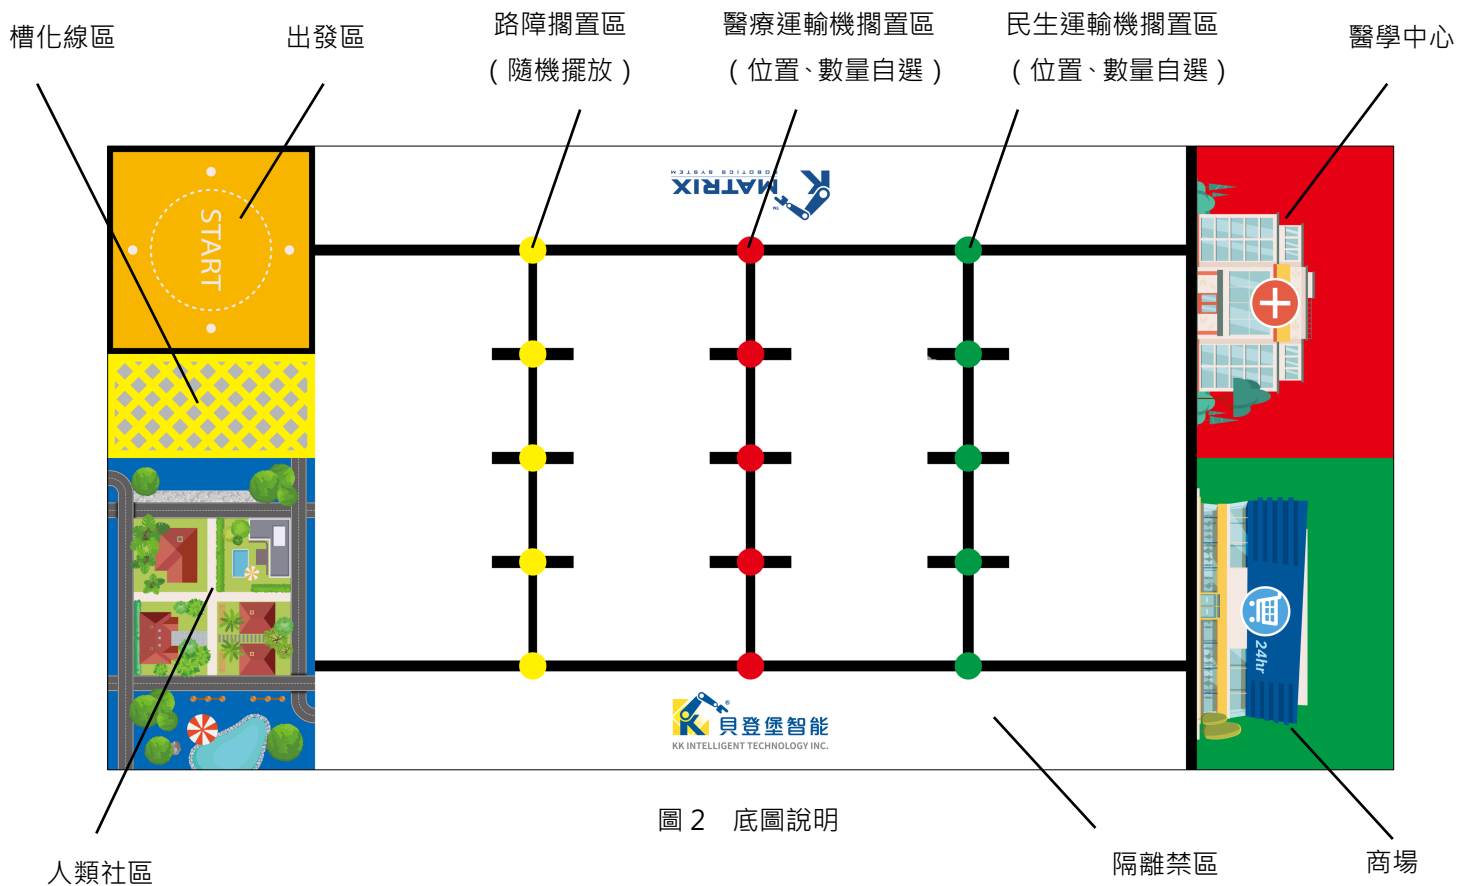 槽化線區
出發區
路障擱置區
(隨機擺放)
醫療運輸機擱置區
(位置、數量自選)
民生運輸機擱置區
(位置、數量自選)
醫學中心
START
MATRIX
ROBOTICS SYSTEM
TM
24hr
貝登堡智能
®
KK INTELLIGENT TECHNOLOGY INC.
圖 2 底圖說明
人類社區
隔離禁區
商場